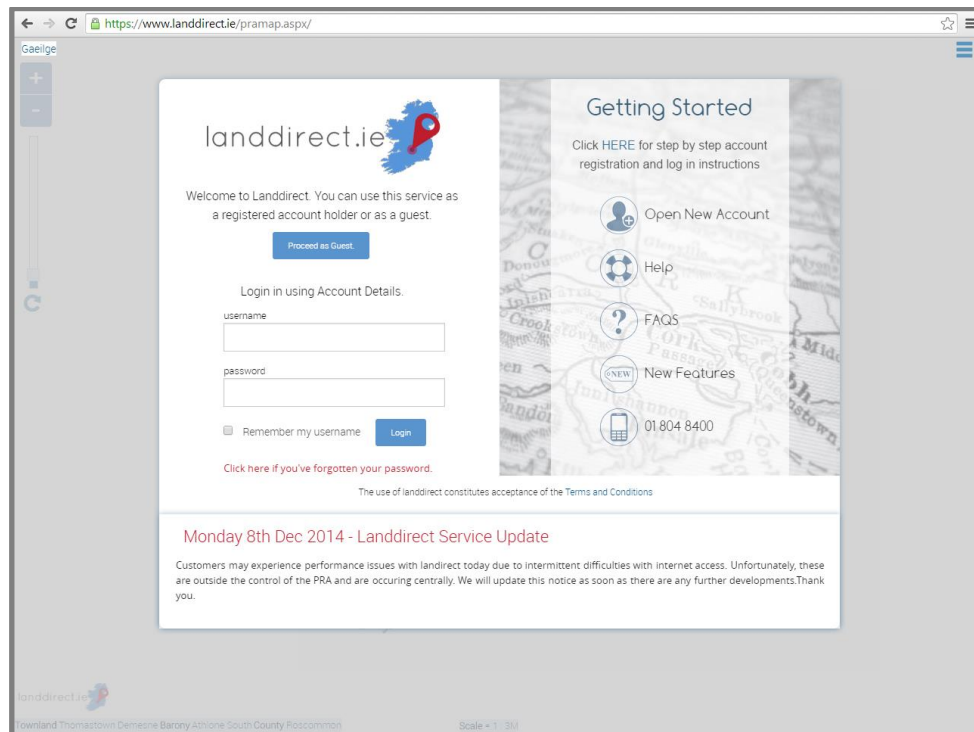 https://www.landdirect.ie/pramap.aspx/
Gaeilge
landdirect.ie
Welcome to Landdirect. You can use this service as
a registered account holder or as a guest.
Proceed as Guest.
Login in using Account Details.
username
password
Remember my username
Login
Click here if you've forgotten your password.
Getting Started
Click HERE for step by step account
registration and log in instructions
Open New Account
Help
FAQS
NEW
New Features
01 804 8400
The use of landdirect constitutes acceptance of the Terms and Conditions
Monday 8th Dec 2014 - Landdirect Service Update
Customers may experience performance issues with landirect today due to intermittent difficulties with internet access. Unfortunately, these
are outside the control of the PRA and are occuring centrally. We will update this notice as soon as there are any further developments.Thank
you.
landdirect.ie
Townland Thomastown Demesne Barony Athlone South County Roscommon
Scale = 1 : 3M